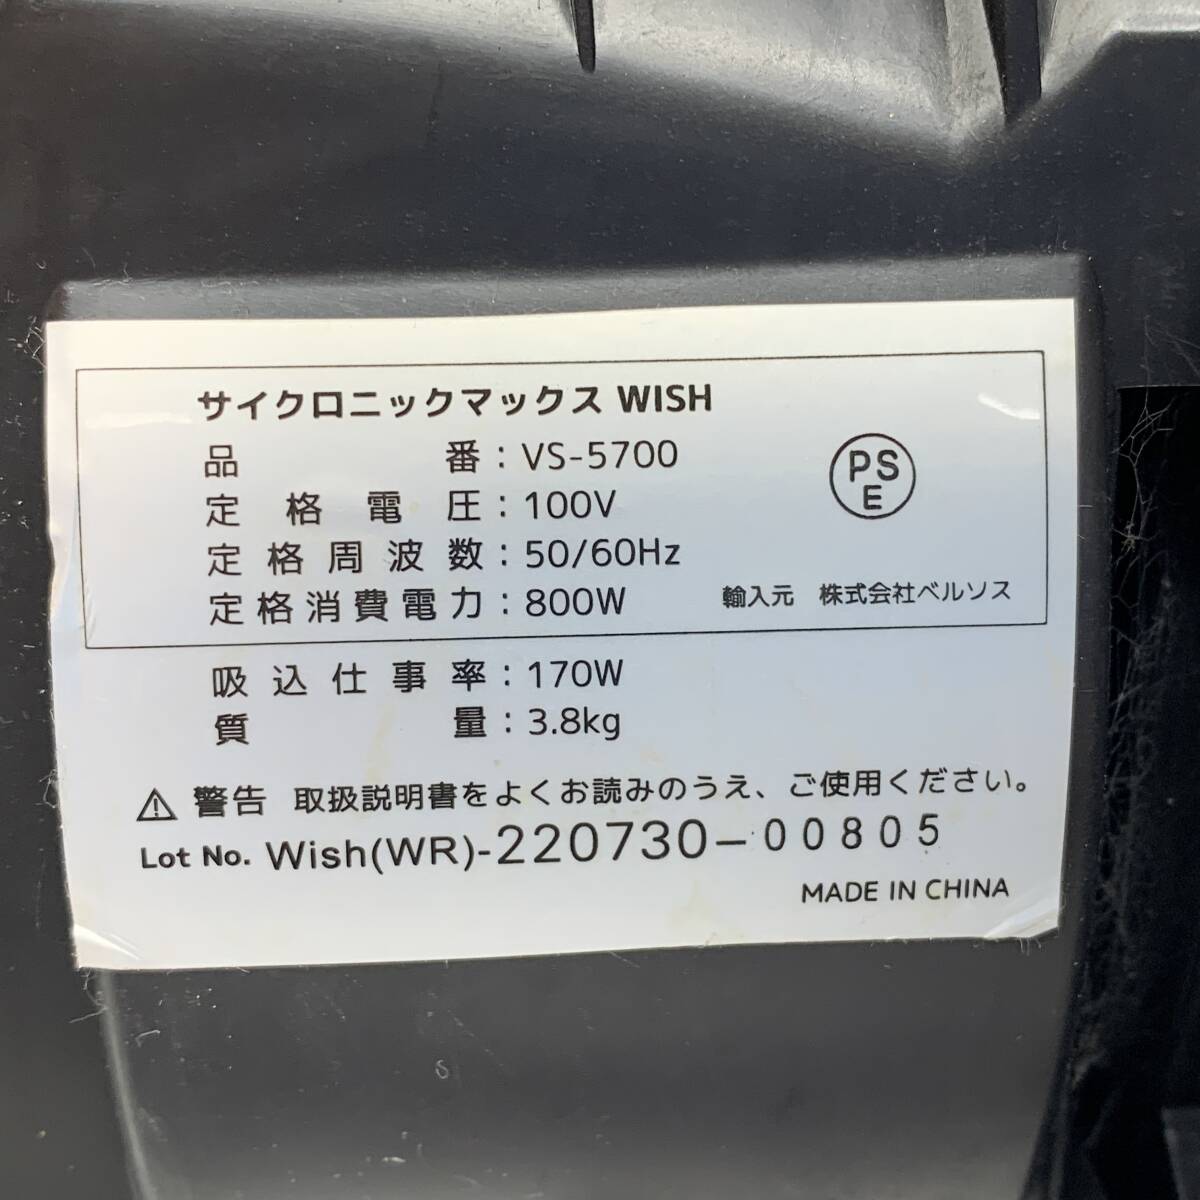 サイクロニックマックス WISH
品番：VS-5700
定格電圧：100V
定格周波数：50/60Hz
定格消費電力：800W
PS
E
輸入元 株式会社ベルソス
吸込仕事率：170W
質量：3.8kg
⚠ 警告 取扱説明書をよくお読みのうえ、ご使用ください。
Lot No. Wish(WR)-220730-00805
MADE IN CHINA